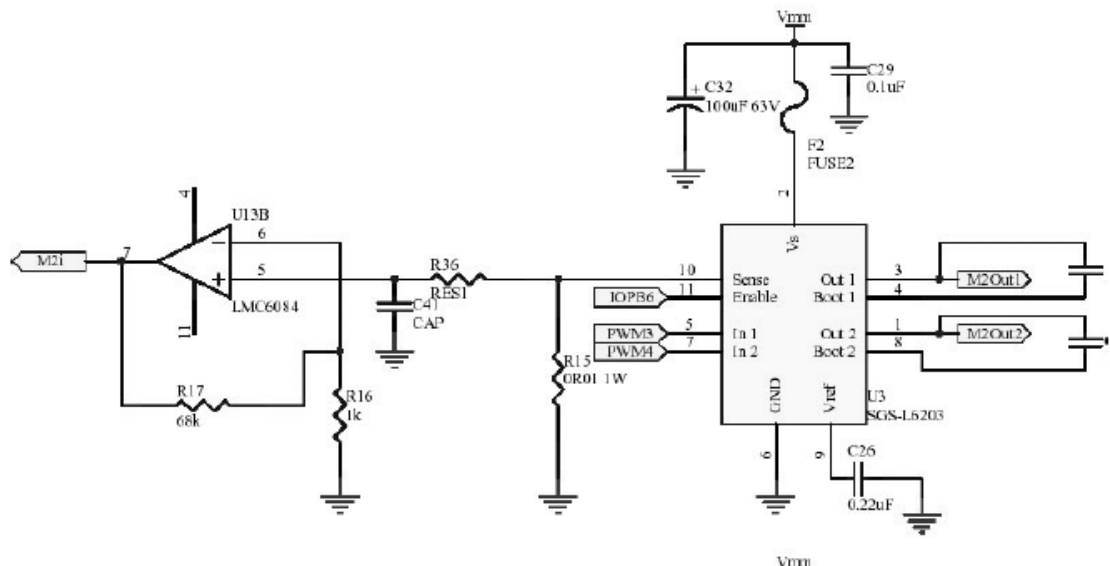 Vmm
C32
100uF 63V
C29
0.1uF
F2
FUSE2
2
Vs
4
U13B
6
M2i
7
5
11
LMC6084
R36
RES1
C41
CAP
R17
68k
R16
1k
R15
0R01 1W
10
Sense
Out 1
3
M2Out1
IOPB6
11
Enable
Boot 1
4
PWM3
5
In 1
Out 2
1
M2Out2
PWM4
7
In 2
Boot 2
8
GND
Vref
U3
SGS-L6203
6
9
C26
0.22uF
Vmm